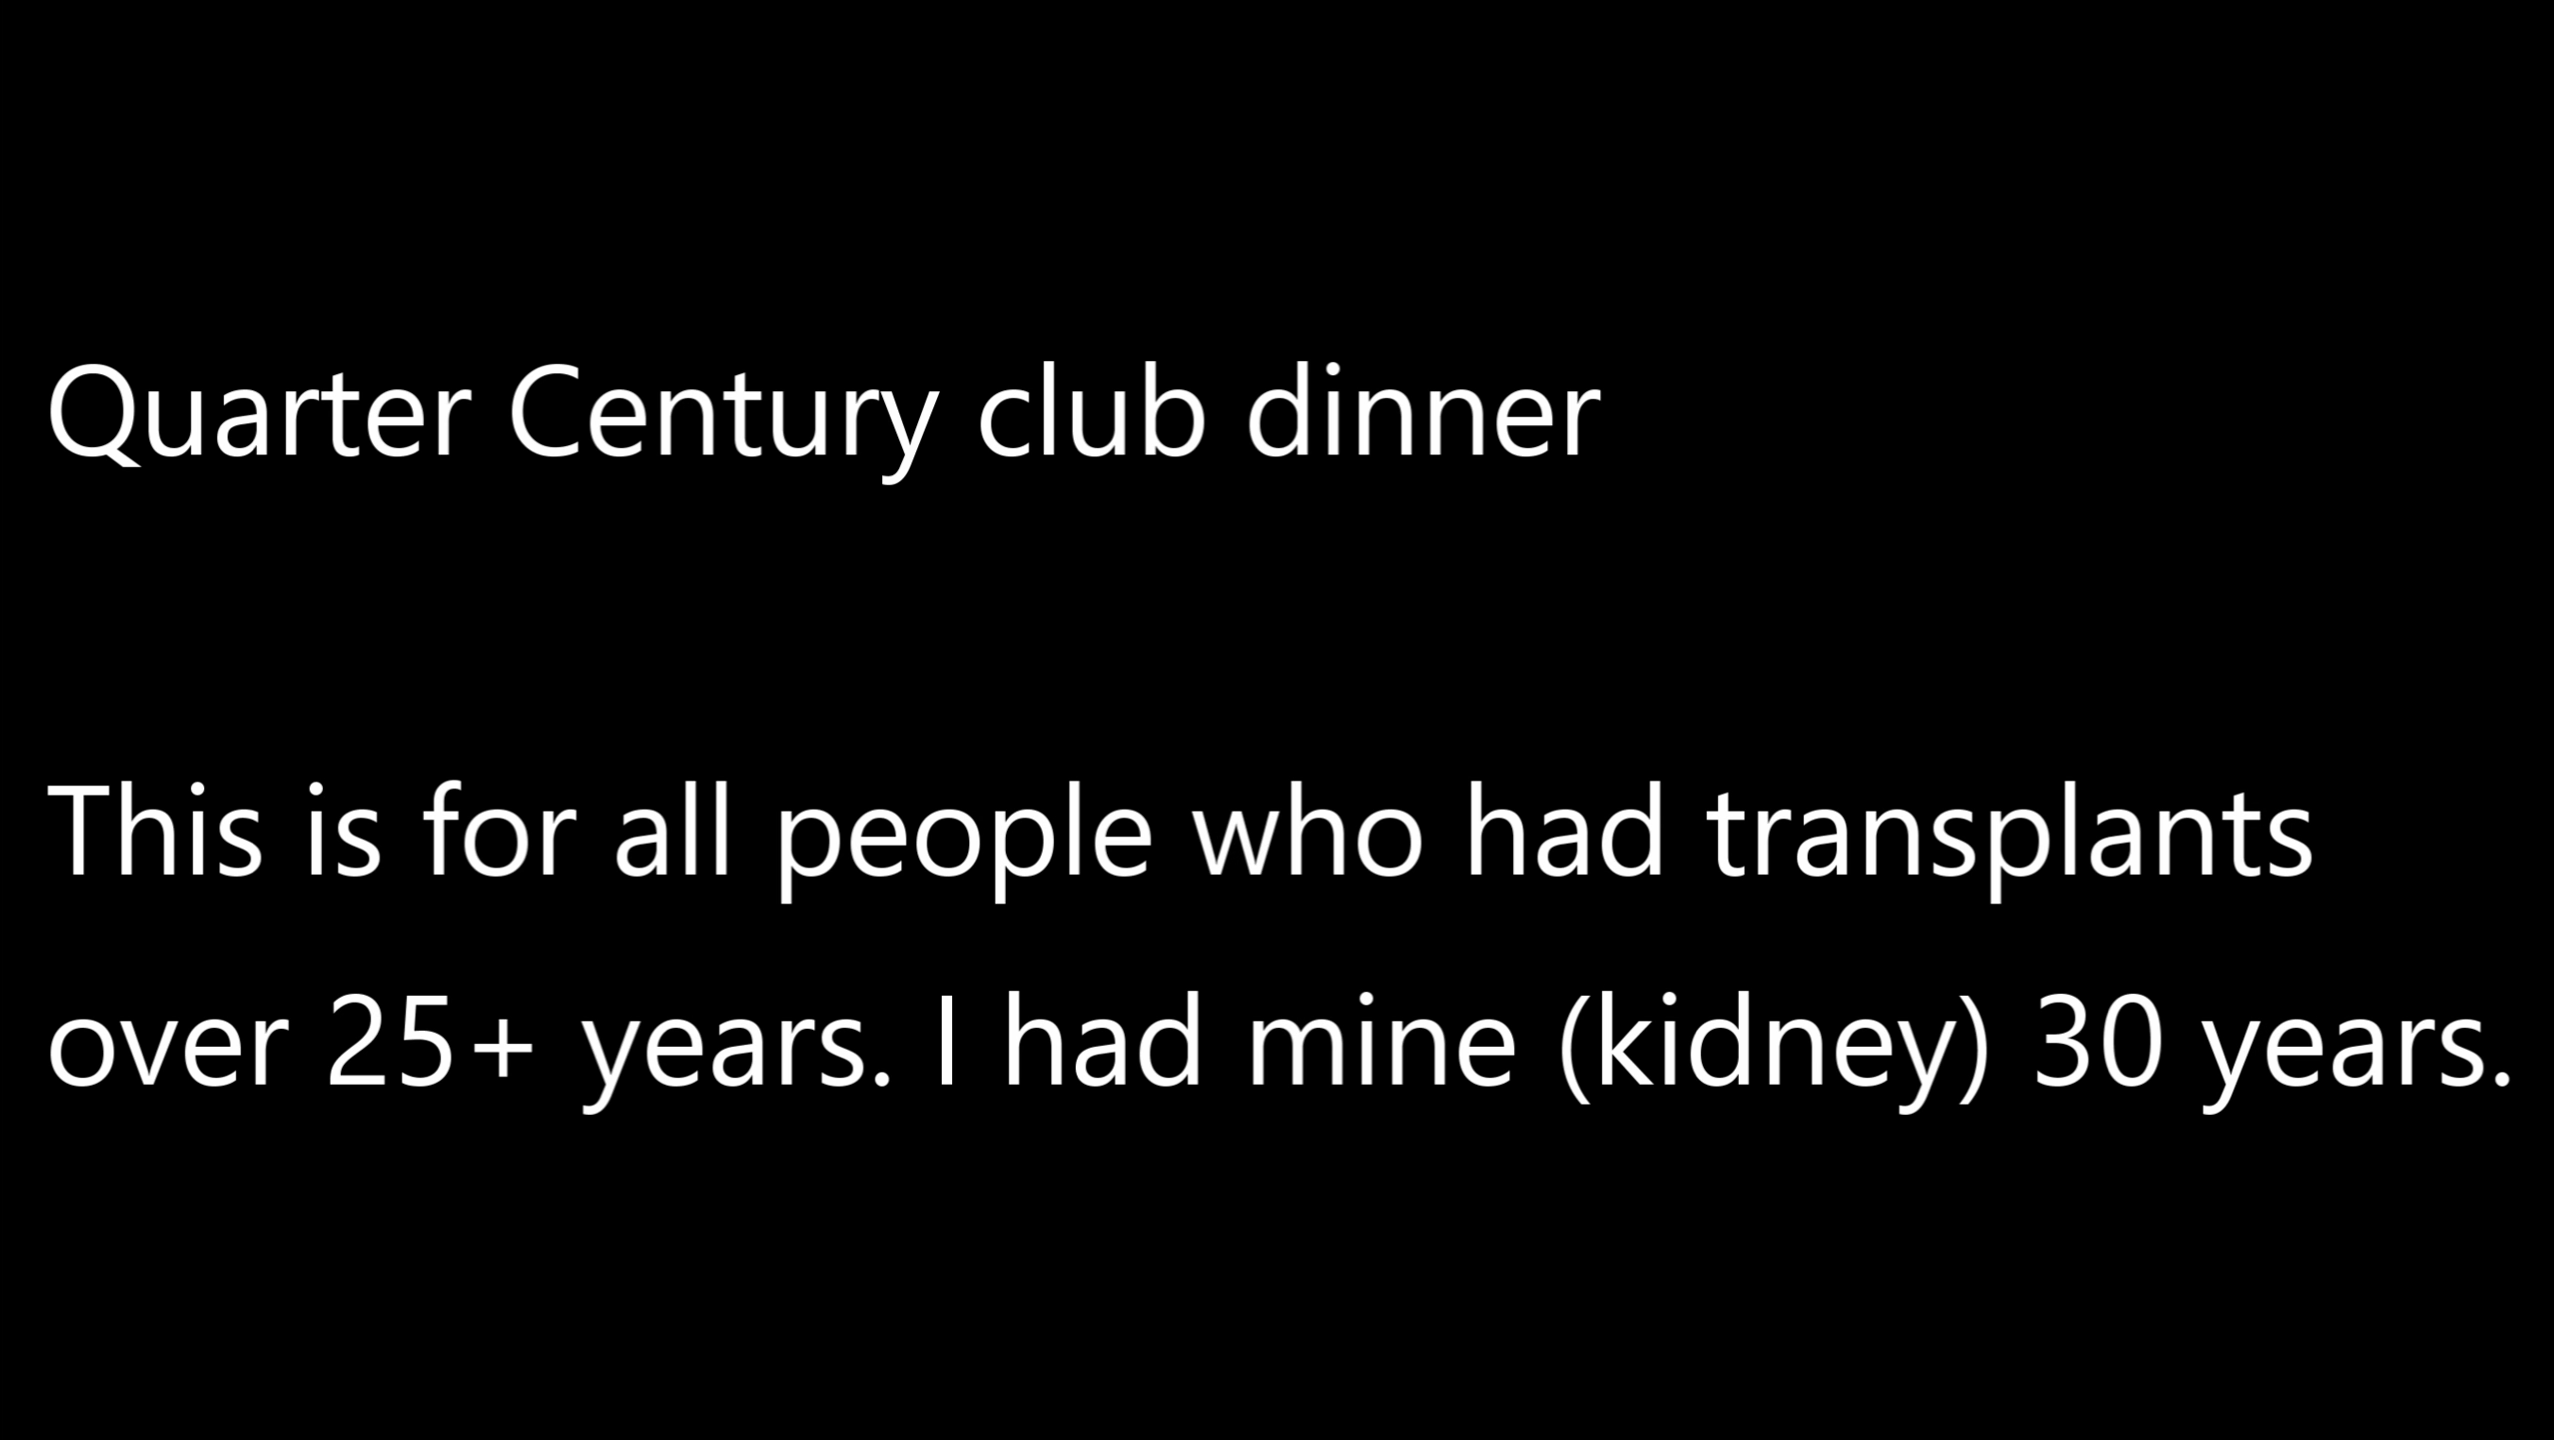 Quarter Century club dinner
This is for all people who had transplants
over 25+ years. I had mine (kidney) 30 years.